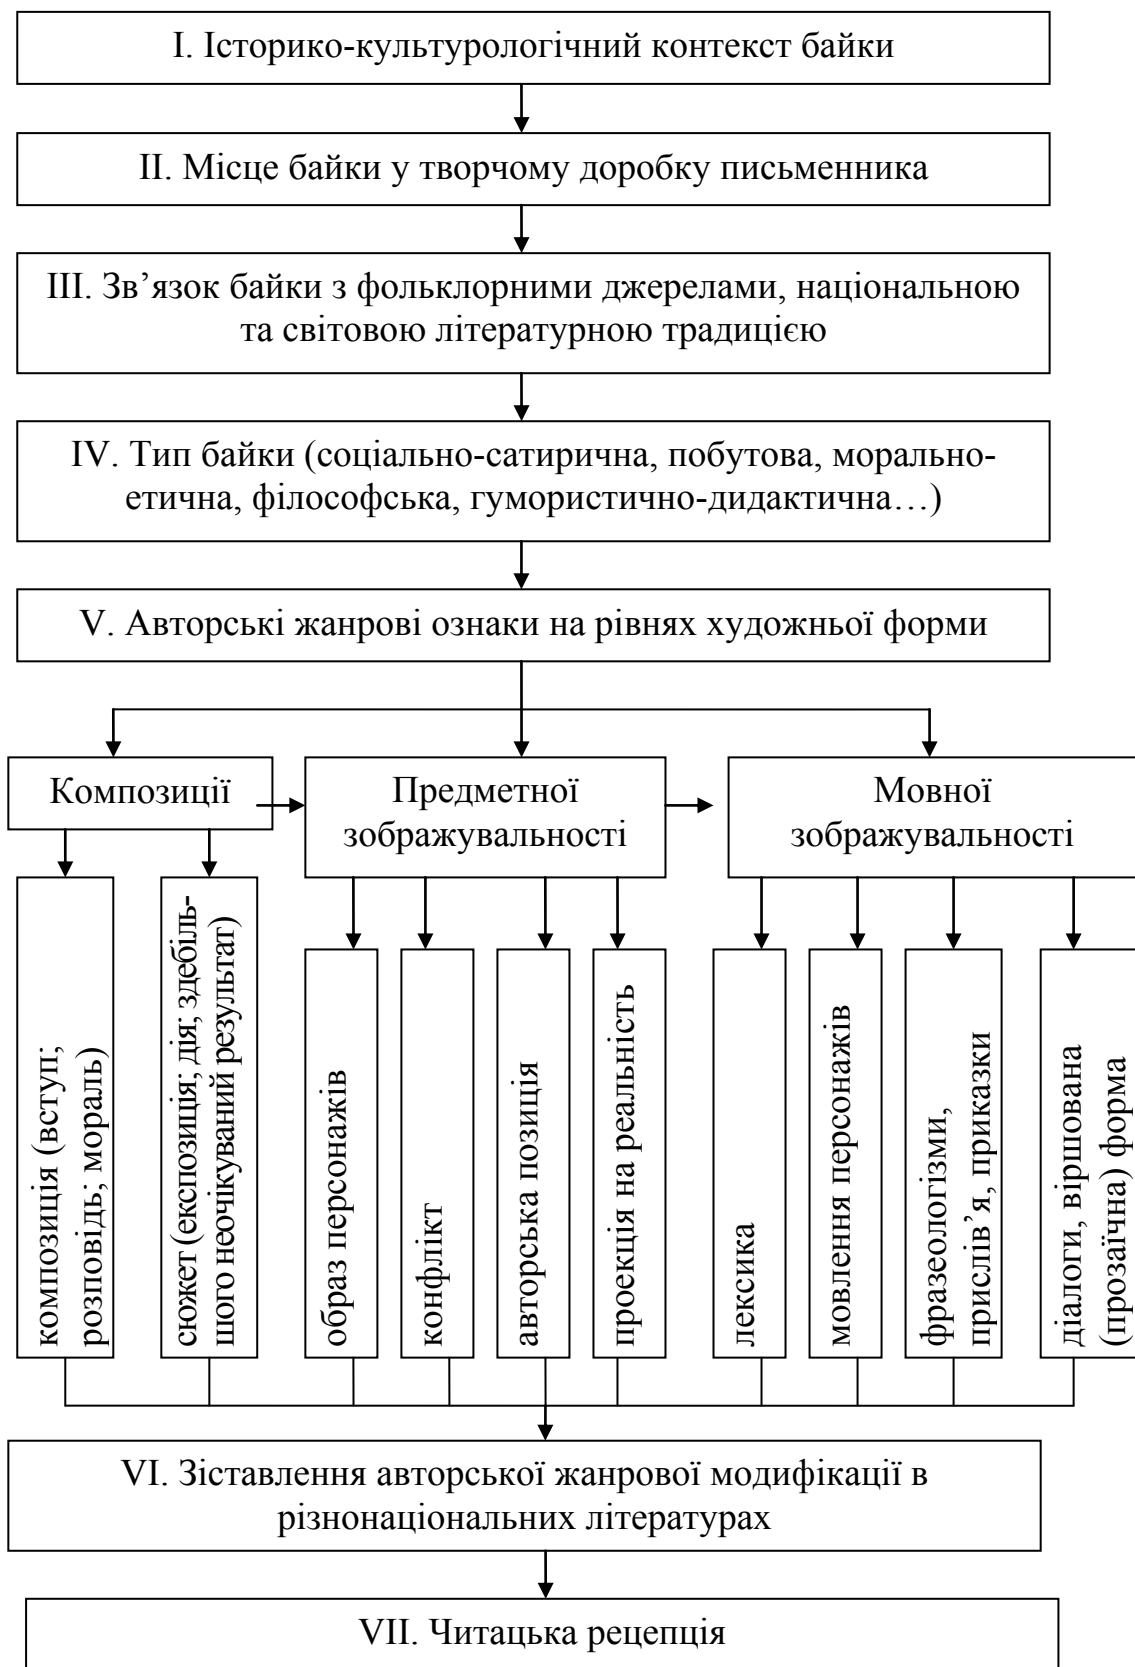 І. Історико-культурологічний контекст байки
ІІ. Місце байки у творчому доробку письменника
ІІІ. Зв’язок байки з фольклорними джерелами, національною
та світовою літературною традицією
IV. Тип байки (соціально-сатирична, побутова, морально-
етична, філософська, гумористично-дидактична…)
V. Авторські жанрові ознаки на рівнях художньої форми
Композиції
Предметної
зображувальності
Мовної
зображувальності
композиція (вступ;
розповідь; мораль)
сюжет (експозиція; дія; здебіль-
шого неочікуваний результат)
образ персонажів
конфлікт
авторська позиція
проекція на реальність
лексика
мовлення персонажів
фразеологізми,
прислів’я, приказки
діалоги, віршована
(прозаїчна) форма
VI. Зіставлення авторської жанрової модифікації в
різнонаціональних літературах
VII. Читацька рецепція